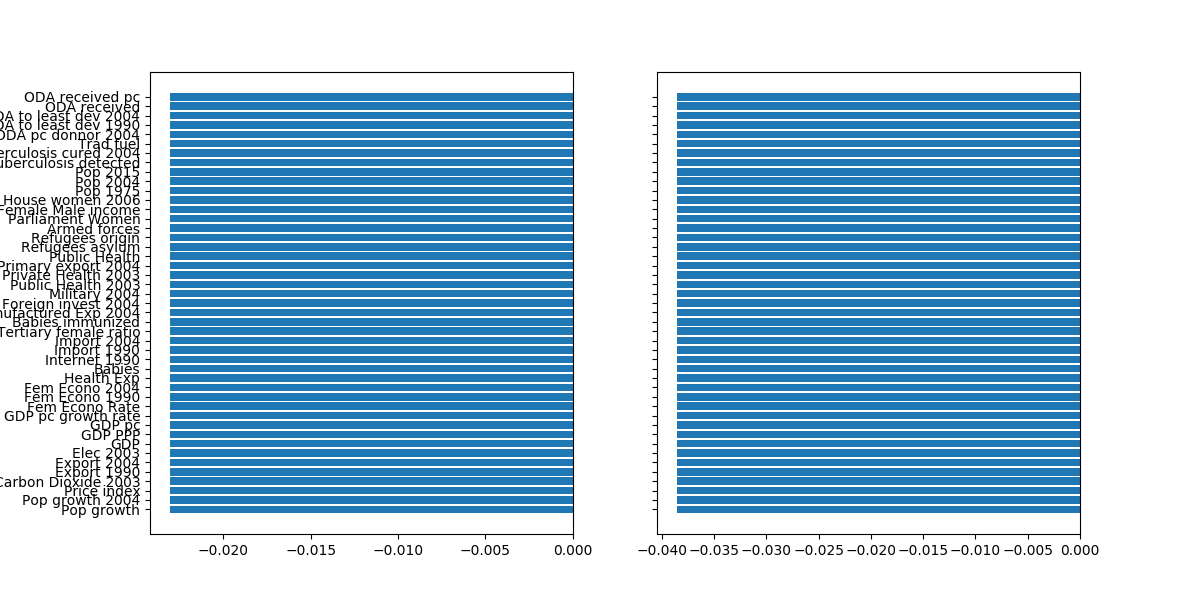 ODA received pc
ODA received
DA to least dev 2004
DA to least dev 1990
ODA pc donnor 2004
Trad fuel
erculosis cured 2004
uberculosis detected
Pop 2015
Pop 2004
Pop 1975
House women 2006
Female Male income
Parliament Women
Armed forces
Refugees origin
Refugees asylum
Public Health
Primary export 2004
Private Health 2003
Public Health 2003
Military 2004
Foreign invest 2004
nufactured Exp 2004
Babies immunized
Tertiary female ratio
Import 2004
Import 1990
Internet 1990
Babies
Health Exp
Fem Econo 2004
Fem Econo 1990
Fem Econo Rate
GDP pc growth rate
GDP pc
GDP PPP
GDP
Elec 2003
Export 2004
Export 1990
Carbon Dioxide 2003
Price index
Pop growth 2004
Pop growth
−0.020 −0.015 −0.010 −0.005 0.000
−0.040 −0.035 −0.030 −0.025 −0.020 −0.015 −0.010 −0.005 0.000